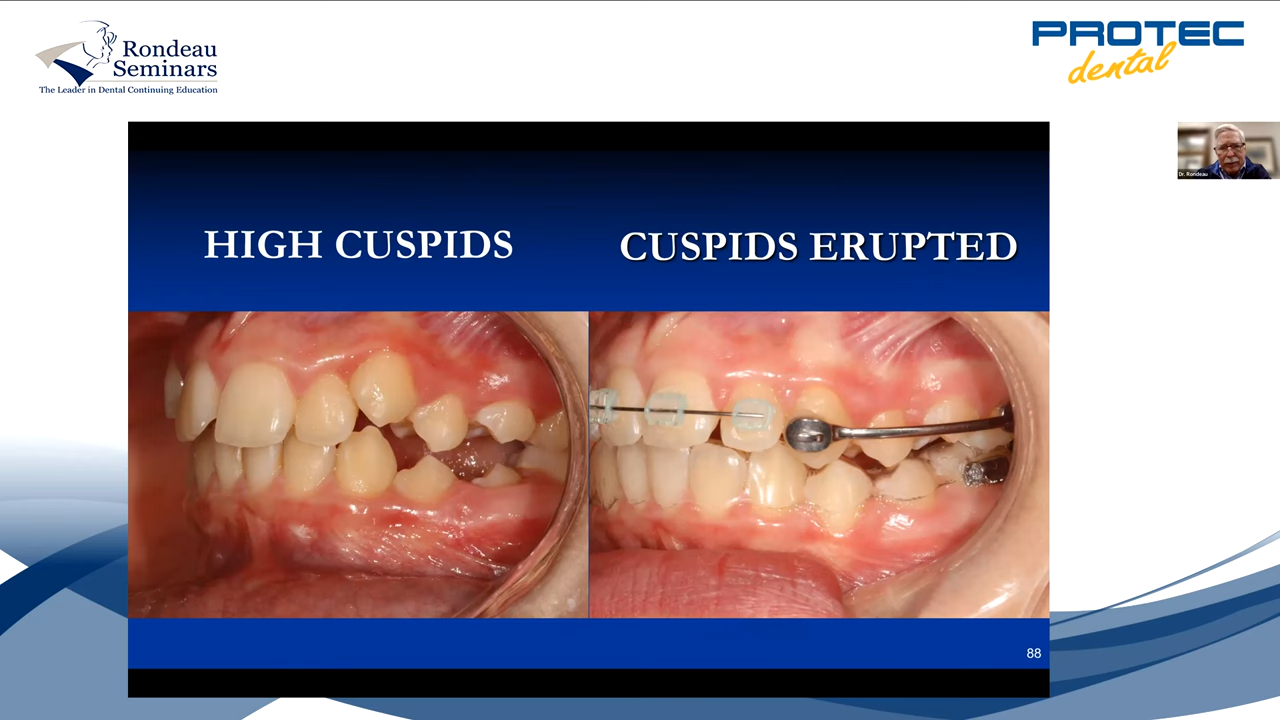 Rondeau
Seminars
The Leader in Dental Continuing Education
PROTEC
dental
Dr. Rondeau
HIGH CUSPIDS
CUSPIDS ERUPTED
88